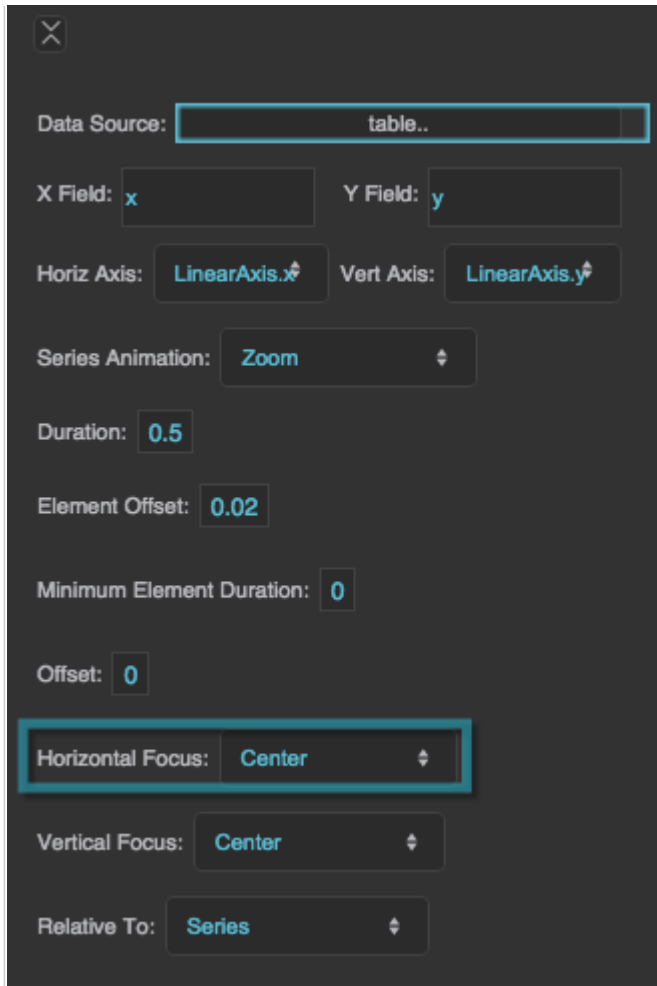 Data Source: table..
X Field: x Y Field: y
Horiz Axis: LinearAxis.x Vert Axis: LinearAxis.y
Series Animation: Zoom
Duration: 0.5
Element Offset: 0.02
Minimum Element Duration: 0
Offset: 0
Horizontal Focus: Center
Vertical Focus: Center
Relative To: Series